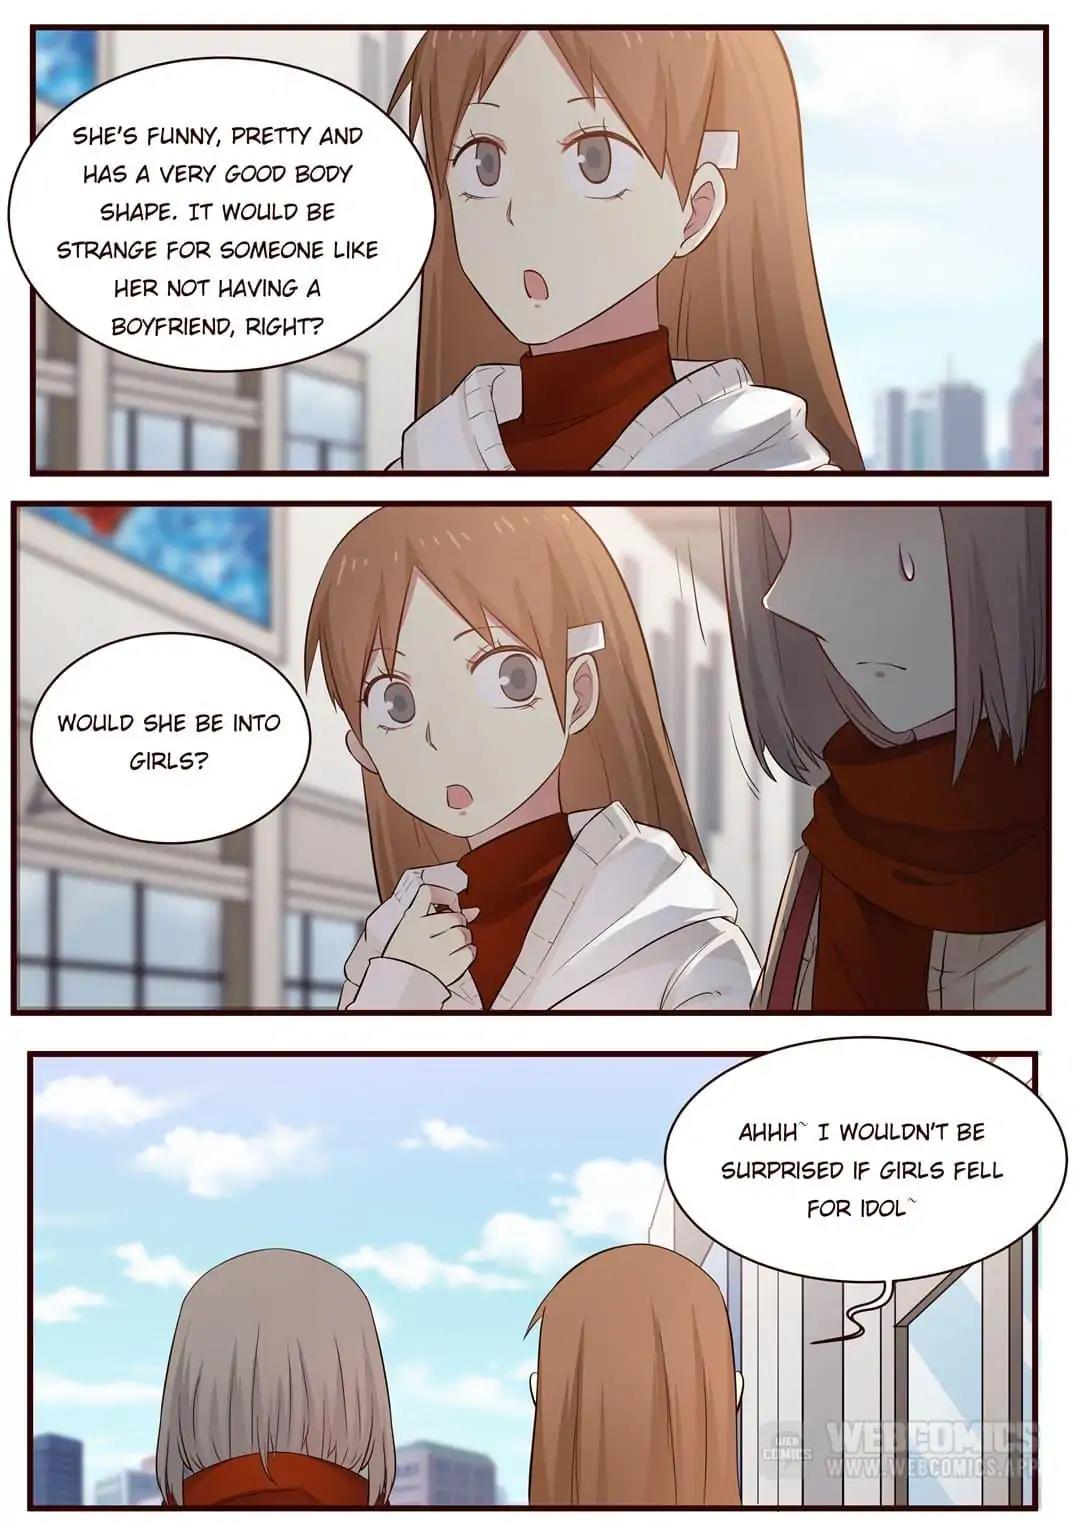 SHE'S FUNNY, PRETTY AND
HAS A VERY GOOD BODY
SHAPE. IT WOULD BE
STRANGE FOR SOMEONE LIKE
HER NOT HAVING A
BOYFRIEND, RIGHT?
WOULD SHE BE INTO
GIRLS?
AHHH~ I WOULDN'T BE
SURPRISED IF GIRLS FELL
FOR IDOL~
WEB
COMICS
WEBCOMICS
WWW.WEBCOMICS.APP